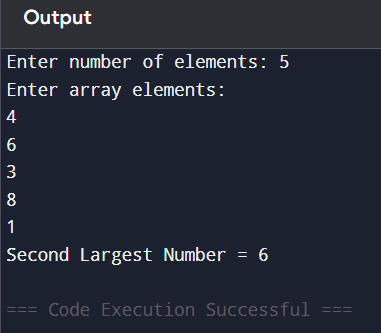 Output
Enter number of elements: 5
Enter array elements:
4
6
3
8
1
Second Largest Number = 6
=== Code Execution Successful ===